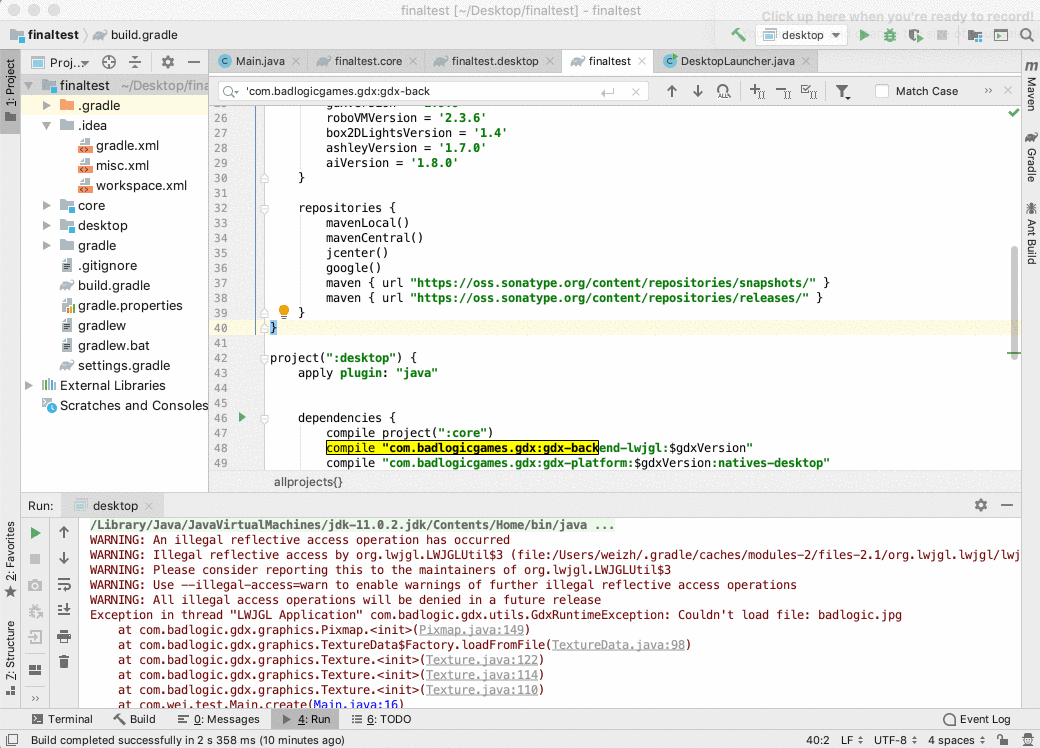 finaltest [~/Desktop/finaltest] - finaltest
Click up here when you're ready to record!
finaltest
build.gradle
desktop
1: Project
Proj..
Main.java
finaltest.core
finaltest.desktop
finaltest
DesktopLauncher.java
m
Maven
Gradle
Ant Build
finaltest ~/Desktop/fina
.gradle
.idea
gradle.xml
misc.xml
workspace.xml
core
desktop
gradle
.gitignore
build.gradle
gradle.properties
gradlew
gradlew.bat
settings.gradle
External Libraries
Scratches and Consoles
'com.badlogicgames.gdx:gdx-back
Match Case
26 roboVMVersion = '2.3.6'
27 box2DLightsVersion = '1.4'
28 ashleyVersion = '1.7.0'
29 aiVersion = '1.8.0'
30 }
31
32 repositories {
33 mavenLocal()
34 mavenCentral()
35 jcenter()
36 google()
37 maven { url "https://oss.sonatype.org/content/repositories/snapshots/" }
38 maven { url "https://oss.sonatype.org/content/repositories/releases/" }
39 }
40 }
41
42 project(":desktop") {
43 apply plugin: "java"
44
45
46 dependencies {
47 compile project(":core")
48 compile "com.badlogicgames.gdx:gdx-backend-lwjgl:$gdxVersion"
49 compile "com.badlogicgames.gdx:gdx-platform:$gdxVersion:natives-desktop"
allprojects{}
Run: desktop
2: Favorites
Z: Structure
/Library/Java/JavaVirtualMachines/jdk-11.0.2.jdk/Contents/Home/bin/java ...
WARNING: An illegal reflective access operation has occurred
WARNING: Illegal reflective access by org.lwjgl.LWJGLUtil$3 (file:/Users/weizh/.gradle/caches/modules-2/files-2.1/org.lwjgl.lwjgl/lwj
WARNING: Please consider reporting this to the maintainers of org.lwjgl.LWJGLUtil$3
WARNING: Use --illegal-access=warn to enable warnings of further illegal reflective access operations
WARNING: All illegal access operations will be denied in a future release
Exception in thread "LWJGL Application" com.badlogic.gdx.utils.GdxRuntimeException: Couldn't load file: badlogic.jpg
at com.badlogic.gdx.graphics.Pixmap.<init>(Pixmap.java:149)
at com.badlogic.gdx.graphics.TextureData$Factory.loadFromFile(TextureData.java:98)
at com.badlogic.gdx.graphics.Texture.<init>(Texture.java:122)
at com.badlogic.gdx.graphics.Texture.<init>(Texture.java:114)
at com.badlogic.gdx.graphics.Texture.<init>(Texture.java:110)
at com.wei.test.Main.create(Main.java:16)
Terminal
Build
0: Messages
4: Run
6: TODO
Event Log
Build completed successfully in 2 s 358 ms (10 minutes ago)
40:2
LF
UTF-8
4 spaces